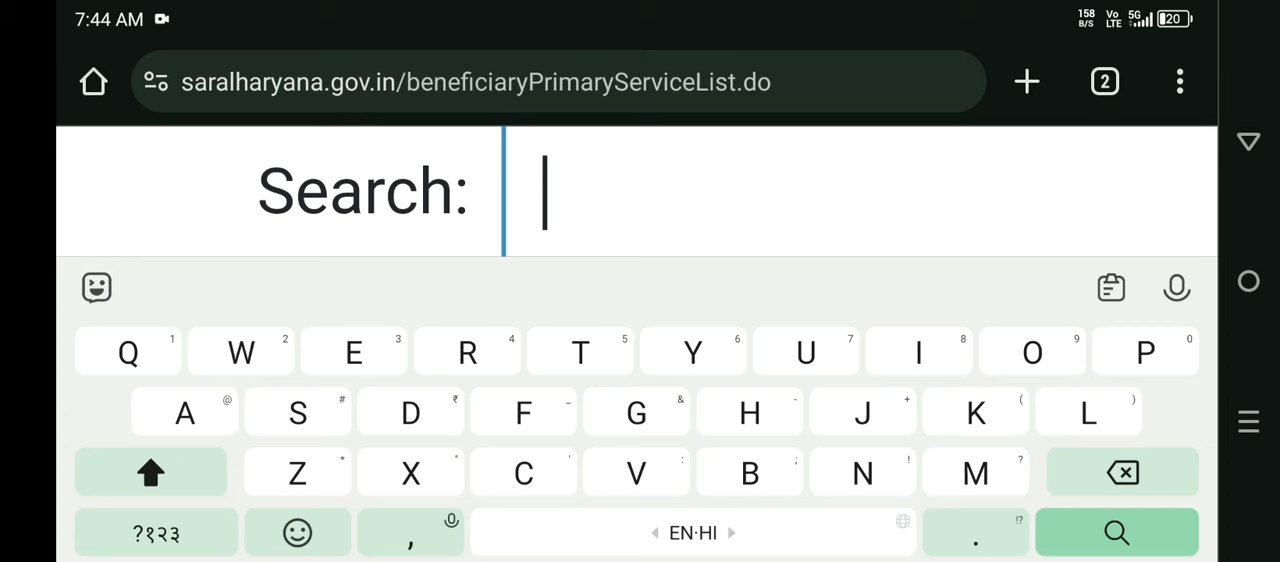 7:44 AM 158 B/S Vo LTE 5G 20
saralharyana.gov.in/beneficiaryPrimaryServiceList.do 2
Search:
Q 1 W 2 E 3 R 4 T 5 Y 6 U 7 I 8 O 9 P 0
A @ S # D ₹ F _ G & H - J + K ( L )
Z * X " C ' V : B ; N ! M ?
?१२३ , EN·HI . !?